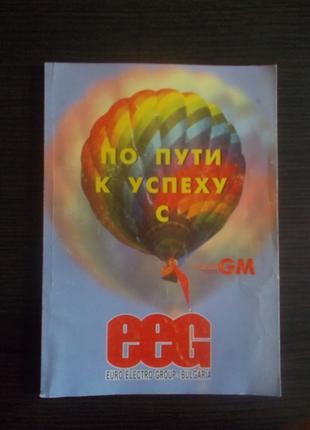 ПО ПУТИ
К УСПЕХУ
С
GM
eeG
EURO ELECTRO GROUP, BULGARIA